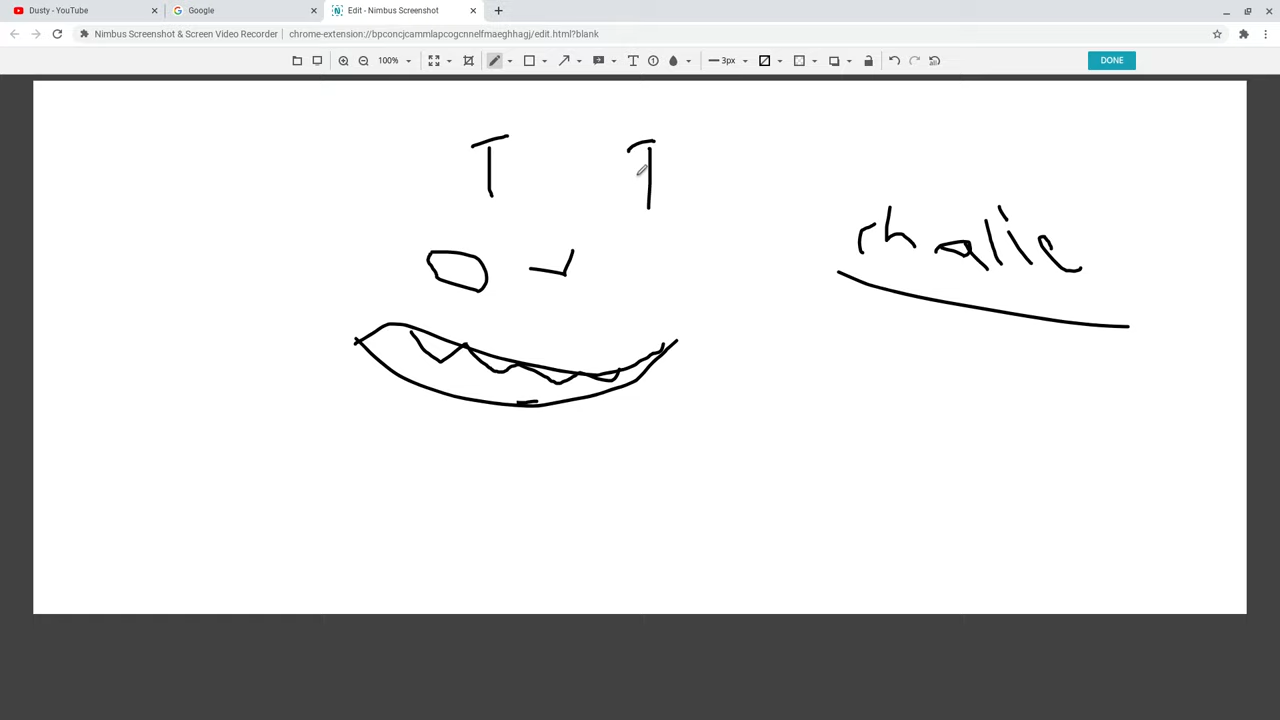 Dusty - YouTube
Google
Edit - Nimbus Screenshot
Nimbus Screenshot & Screen Video Recorder
chrome-extension://bpconcjcammlapcogcnnelfmaeghhagj/edit.html?blank
100%
3px
DONE
T T
rhalie